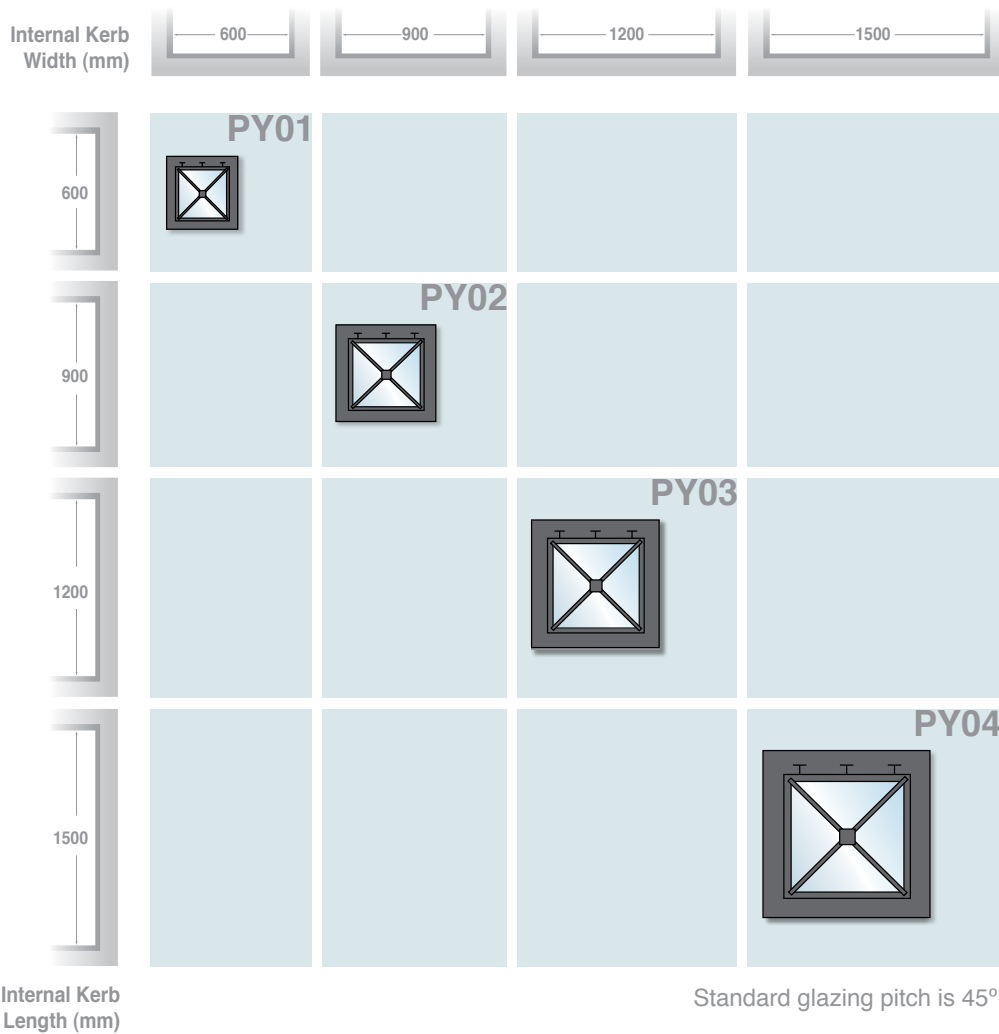 Internal Kerb
Width (mm)
600
900
1200
1500
PY01
600
PY02
900
PY03
1200
PY04
1500
Internal Kerb
Length (mm)
Standard glazing pitch is 45º